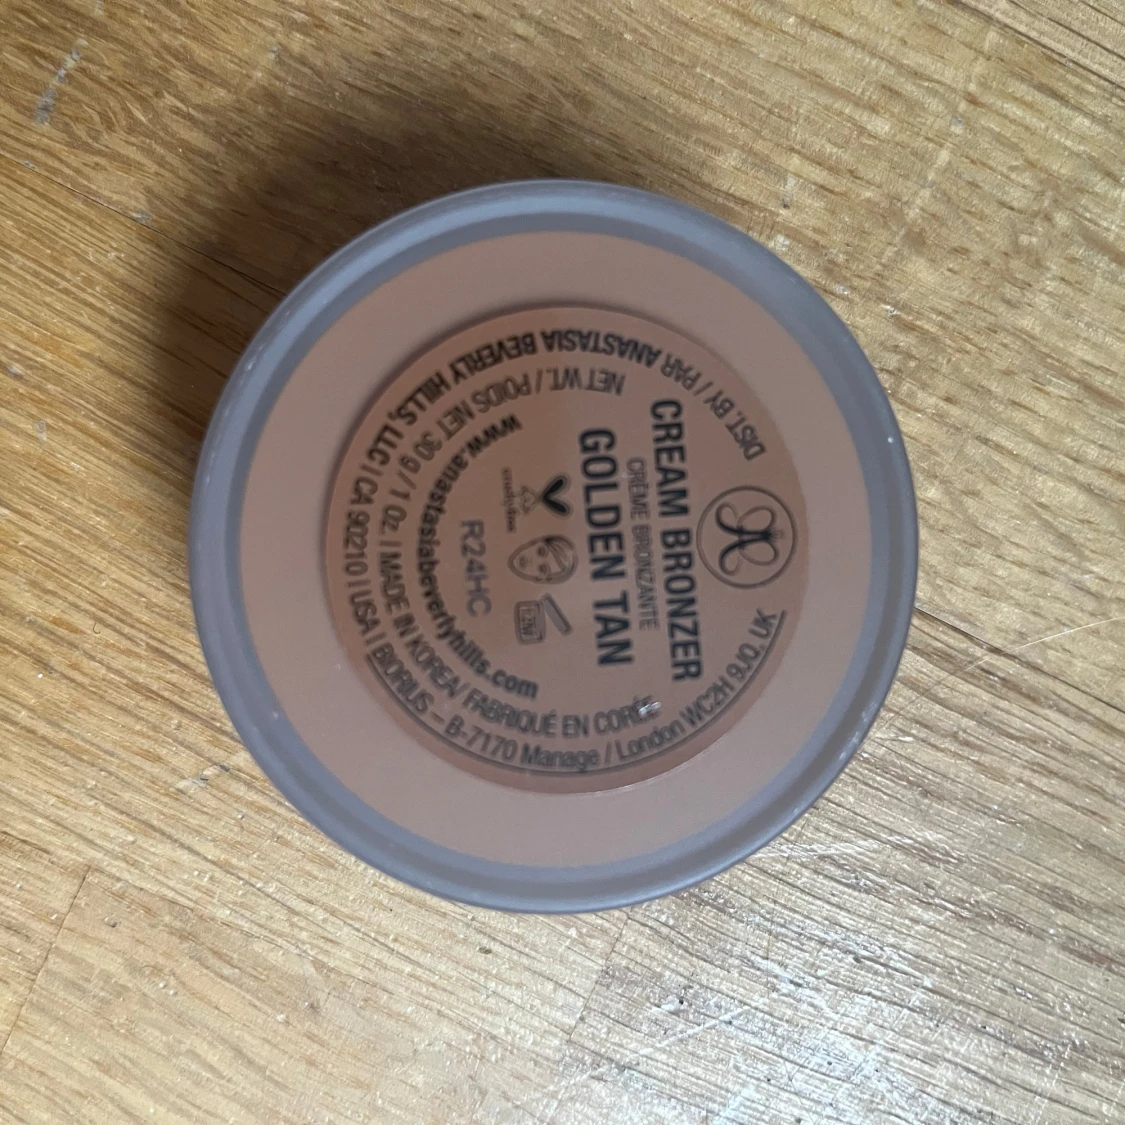 CREAM BRONZER
CRÈME BRONZANTE
GOLDEN TAN
crueltyfree
12M
R24HC
www.anastasiabeverlyhills.com
NET WT. / POIDS NET 30 g / 1 Oz. | MADE IN KOREA/ FABRIQUÉ EN CORÉE
DIST. BY / PAR ANASTASIA BEVERLY HILLS, LLC | CA 90210 | USA | BIORIUS – B-7170 Manage / London WC2H 9JQ, UK